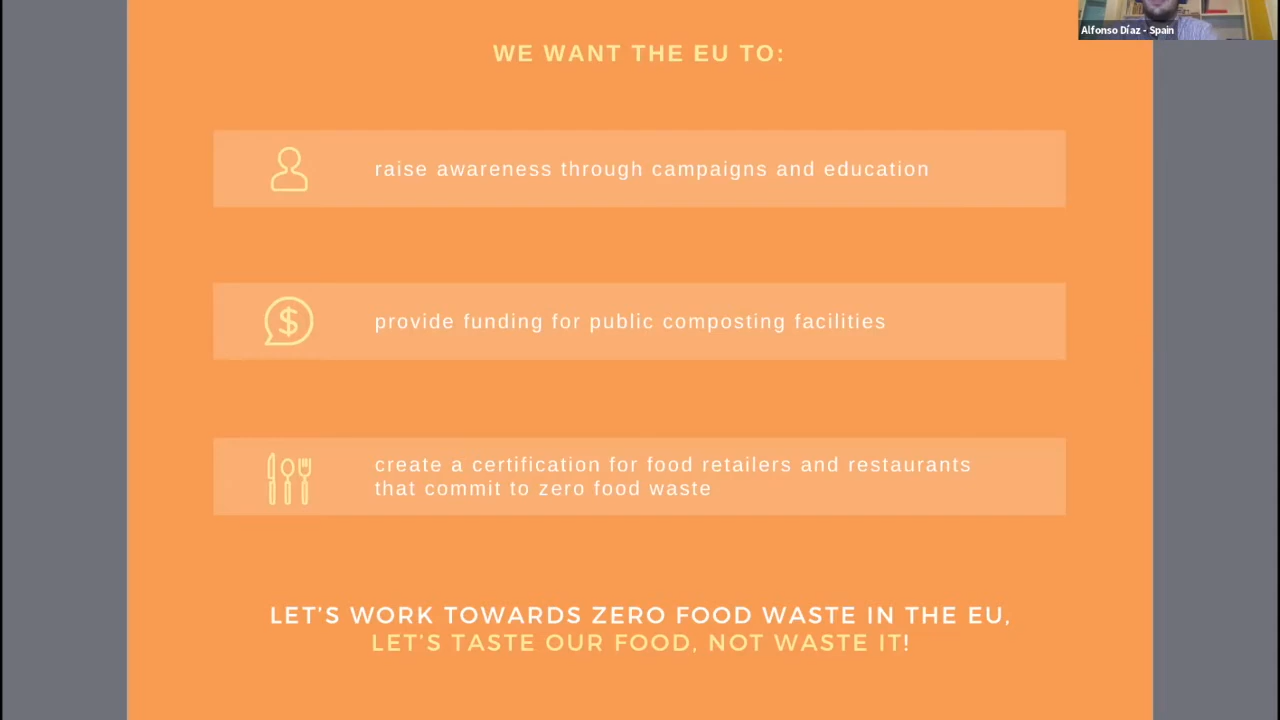 Alfonso Díaz - Spain
WE WANT THE EU TO:
raise awareness through campaigns and education
$
provide funding for public composting facilities
create a certification for food retailers and restaurants
that commit to zero food waste
LET'S WORK TOWARDS ZERO FOOD WASTE IN THE EU,
LET'S TASTE OUR FOOD, NOT WASTE IT!